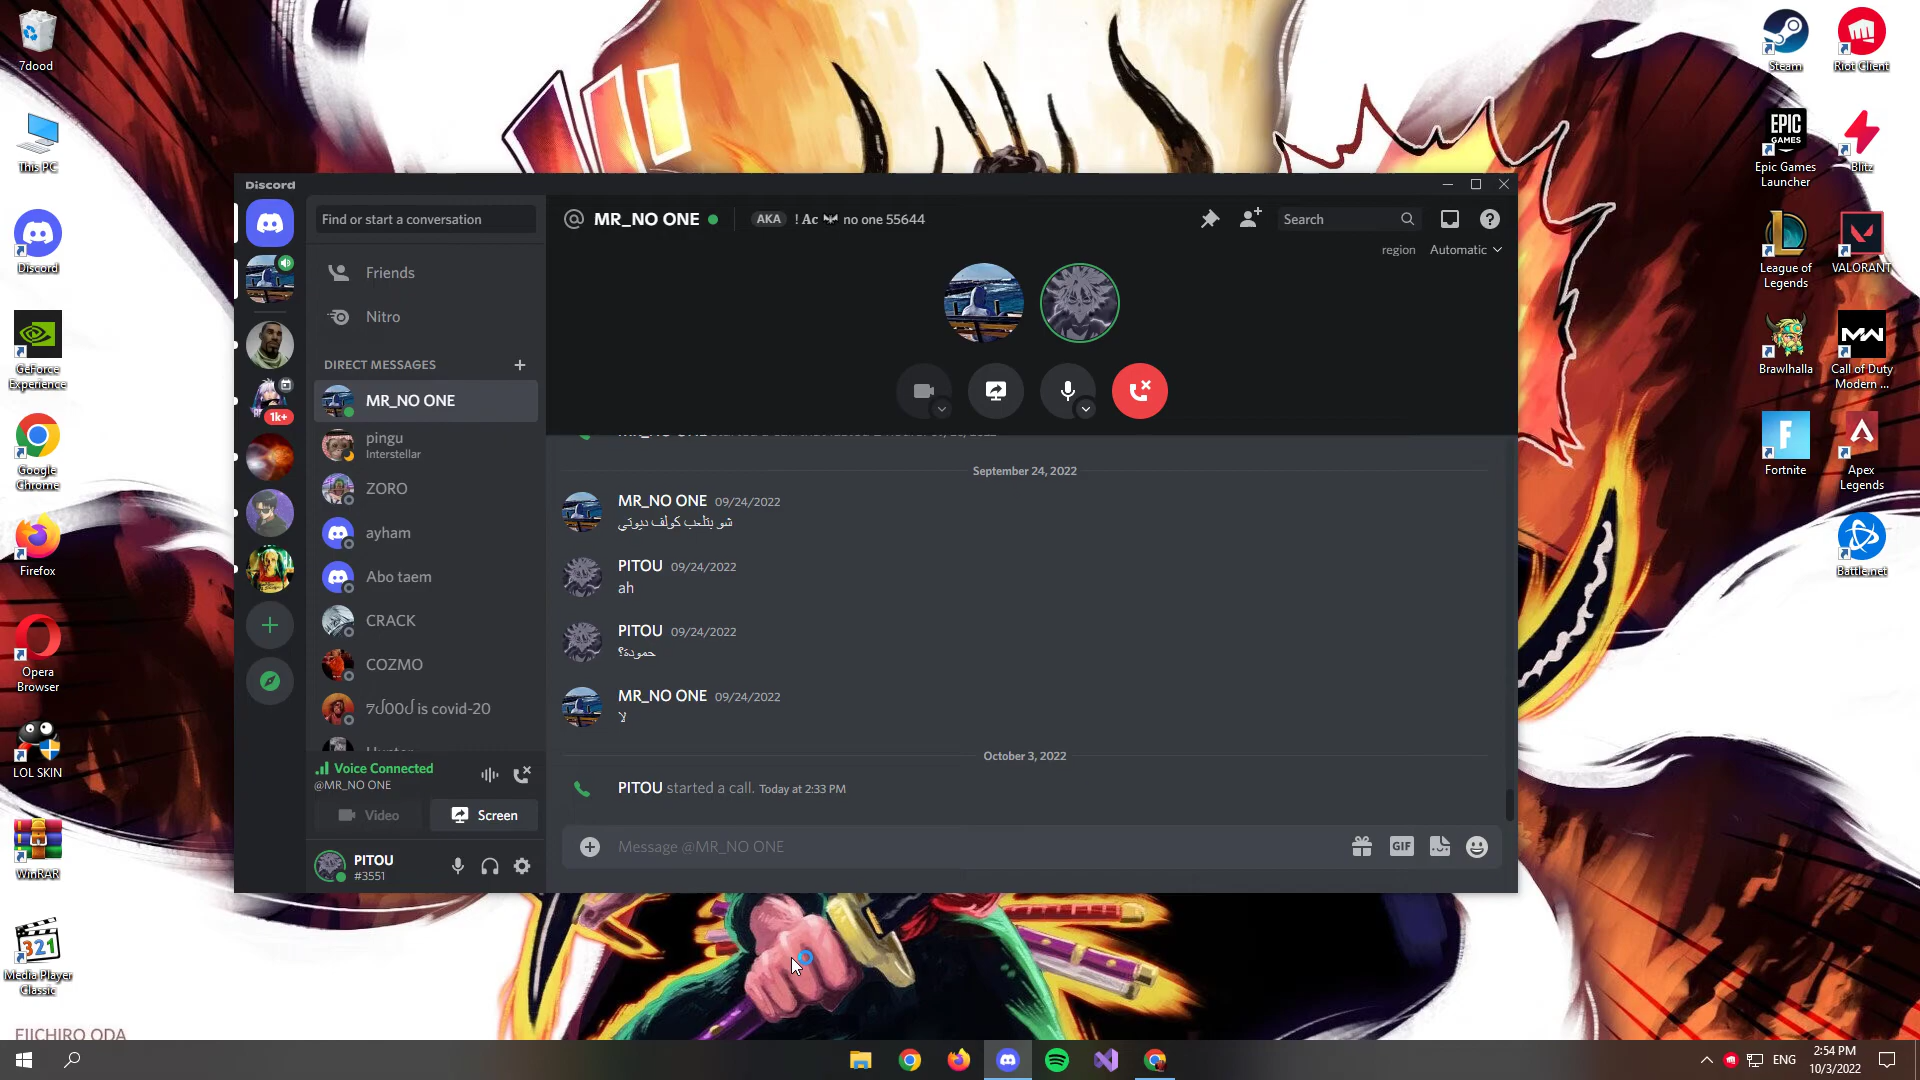 7dood
This PC
Discord
GeForce
Experience
Google
Chrome
Firefox
Opera
Browser
LOL SKIN
WinRAR
321
Media Player
Classic
EIICHIRO ODA
Steam
Riot Client
EPIC
GAMES
Epic Games
Launcher
Blitz
League of
Legends
VALORANT
Brawlhalla
Call of Duty
Modern ...
Fortnite
Apex
Legends
Battle.net
Discord
1k+
Find or start a conversation
Friends
Nitro
DIRECT MESSAGES
MR_NO ONE
pingu
Interstellar
ZORO
ayham
Abo taem
CRACK
COZMO
is covid-20
Voice Connected
@MR_NO ONE
Video
Screen
PITOU
#3551
MR_NO ONE
AKA ! Ac no one 55644
Search
region Automatic
September 24, 2022
MR_NO ONE 09/24/2022
شو بتلعب كولف ديوتي
PITOU 09/24/2022
ah
PITOU 09/24/2022
حمودة؟
MR_NO ONE 09/24/2022
لا
October 3, 2022
PITOU started a call. Today at 2:33 PM
Message @MR_NO ONE
GIF
ENG
2:54 PM
10/3/2022